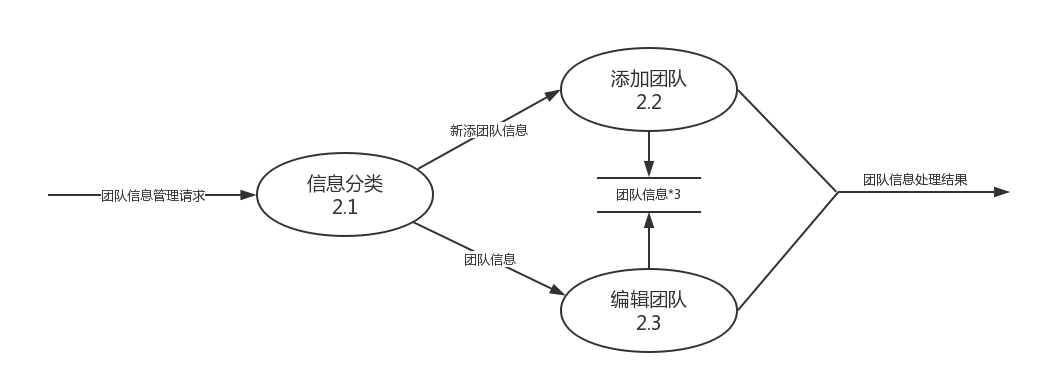 添加团队
2.2
新添团队信息
信息分类
2.1
团队信息管理请求
团队信息*3
团队信息处理结果
团队信息
编辑团队
2.3